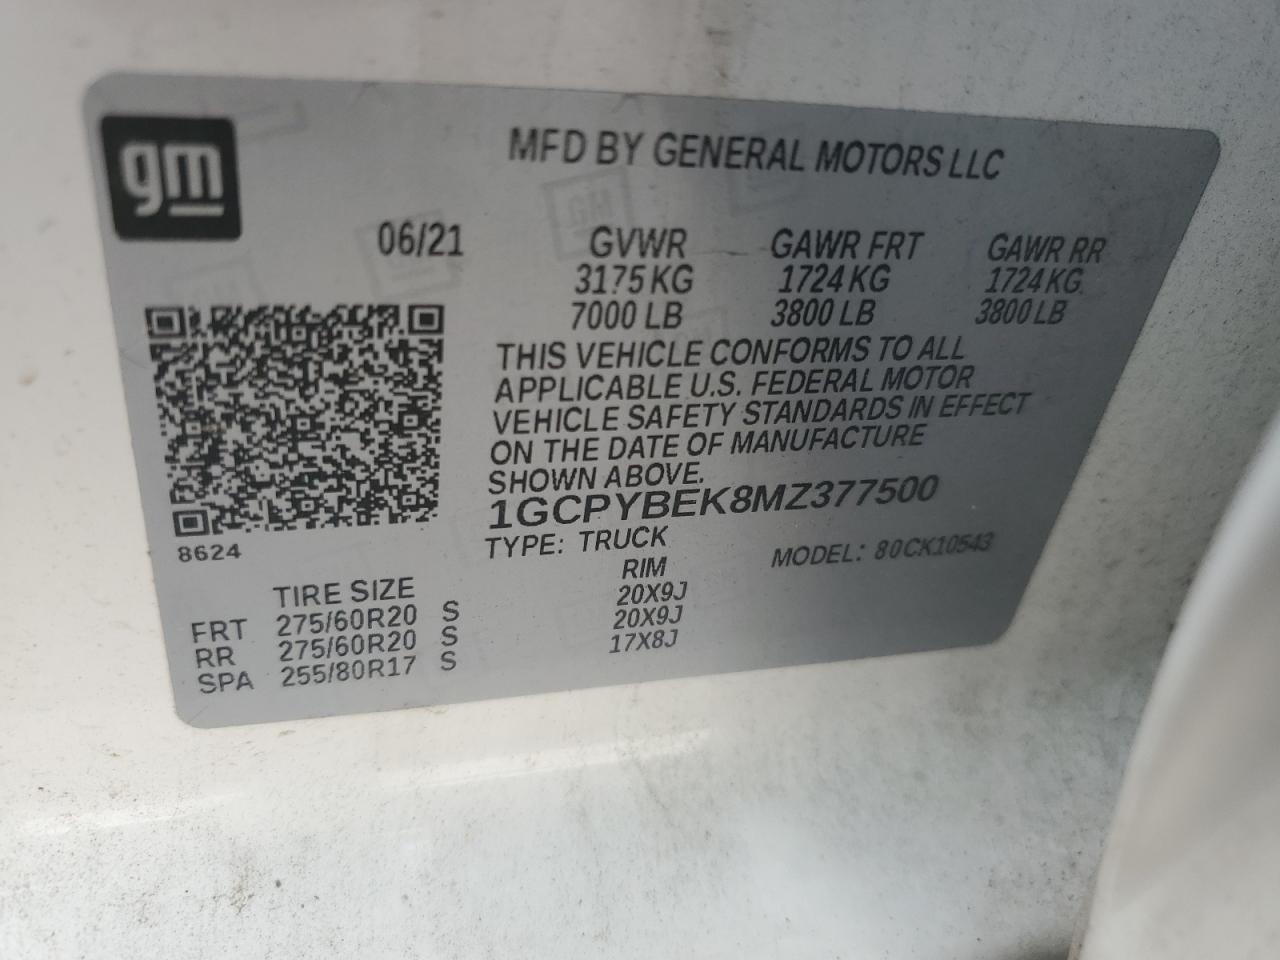 gm
MFD BY GENERAL MOTORS LLC
06/21
GVWR GAWR FRT GAWR RR
3175 KG 1724 KG 1724 KG
7000 LB 3800 LB 3800 LB
THIS VEHICLE CONFORMS TO ALL
APPLICABLE U.S. FEDERAL MOTOR
VEHICLE SAFETY STANDARDS IN EFFECT
ON THE DATE OF MANUFACTURE
SHOWN ABOVE.
1GCPYBEK8MZ377500
8624
TYPE: TRUCK MODEL: 80CK10543
TIRE SIZE RIM
FRT 275/60R20 S 20X9J
RR 275/60R20 S 20X9J
SPA 255/80R17 S 17X8J